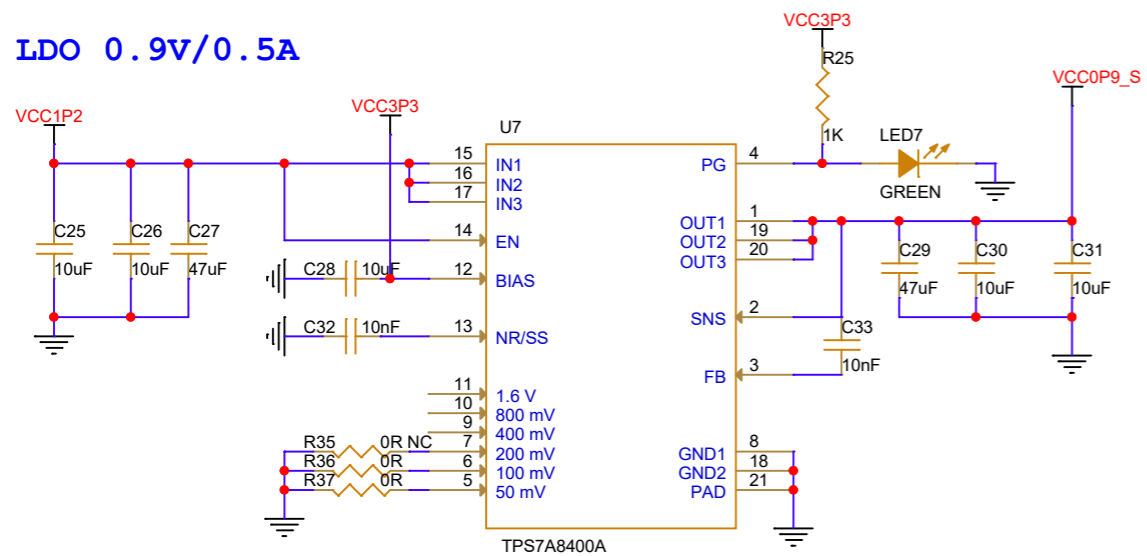 LDO 0.9V/0.5A
VCC3P3
VCC1P2
VCC3P3
R25
1K
VCC0P9_S
U7
LED7
GREEN
15 IN1
16 IN2
17 IN3
14 EN
12 BIAS
13 NR/SS
11 1.6 V
10 800 mV
9 400 mV
7 200 mV
6 100 mV
5 50 mV
PG 4
OUT1 1
OUT2 19
OUT3 20
SNS 2
FB 3
GND1 8
GND2 18
PAD 21
C25
10uF
C26
10uF
C27
47uF
C28 10uF
C32 10nF
R35 0R NC
R36 0R
R37 0R
C29
47uF
C30
10uF
C31
10uF
C33
10nF
TPS7A8400A